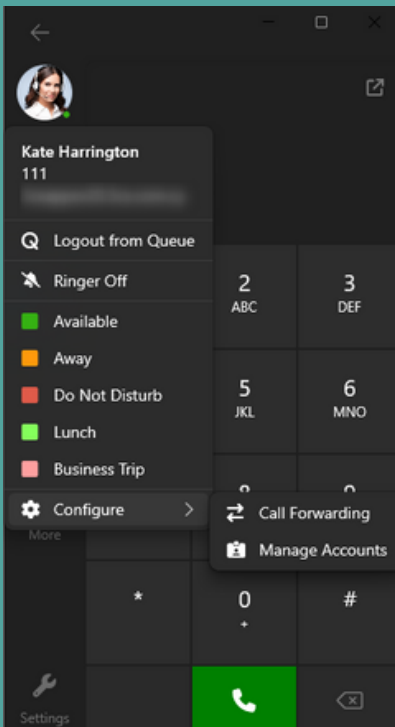 Kate Harrington
111
Logout from Queue
Ringer Off
Available
Away
Do Not Disturb
Lunch
Business Trip
Configure
Call Forwarding
Manage Accounts
More
2
ABC
3
DEF
5
JKL
6
MNO
*
0
+
#
Settings